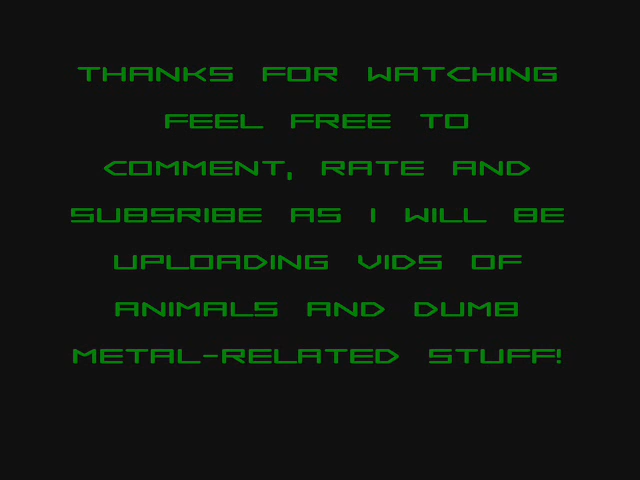 THANKS FOR WATCHING
FEEL FREE TO
COMMENT, RATE AND
SUBSRIBE AS I WILL BE
UPLOADING VIDS OF
ANIMALS AND DUMB
METAL-RELATED STUFF!